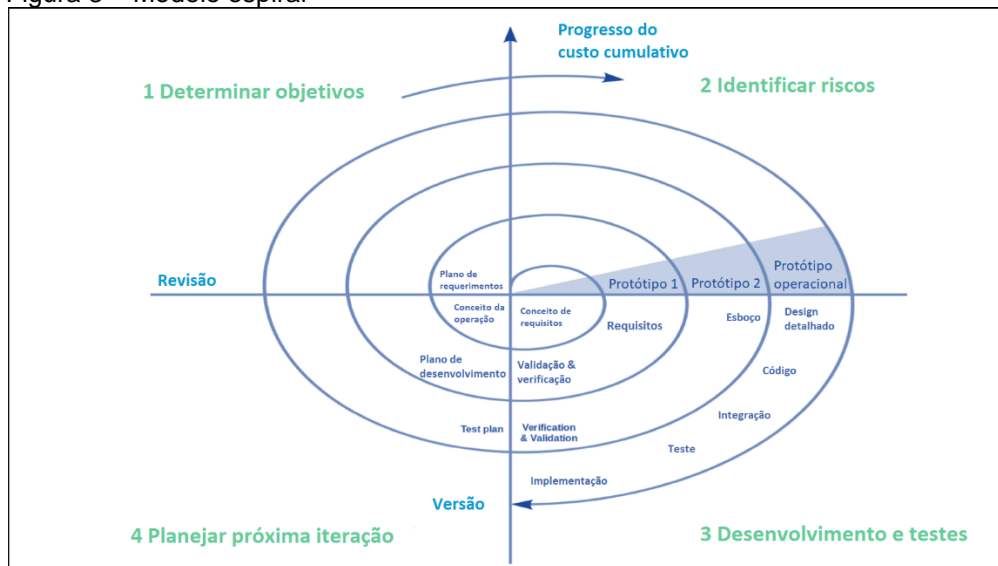 Progresso do
custo cumulativo
1 Determinar objetivos
2 Identificar riscos
Revisão
Plano de
requerimentos
Protótipo 1
Protótipo 2
Protótipo
operacional
Conceito da
operação
Conceito de
requisitos
Requisitos
Esboço
Design
detalhado
Plano de
desenvolvimento
Validação &
verificação
Código
Integração
Test plan
Verification
& Validation
Teste
Implementação
Versão
4 Planejar próxima iteração
3 Desenvolvimento e testes